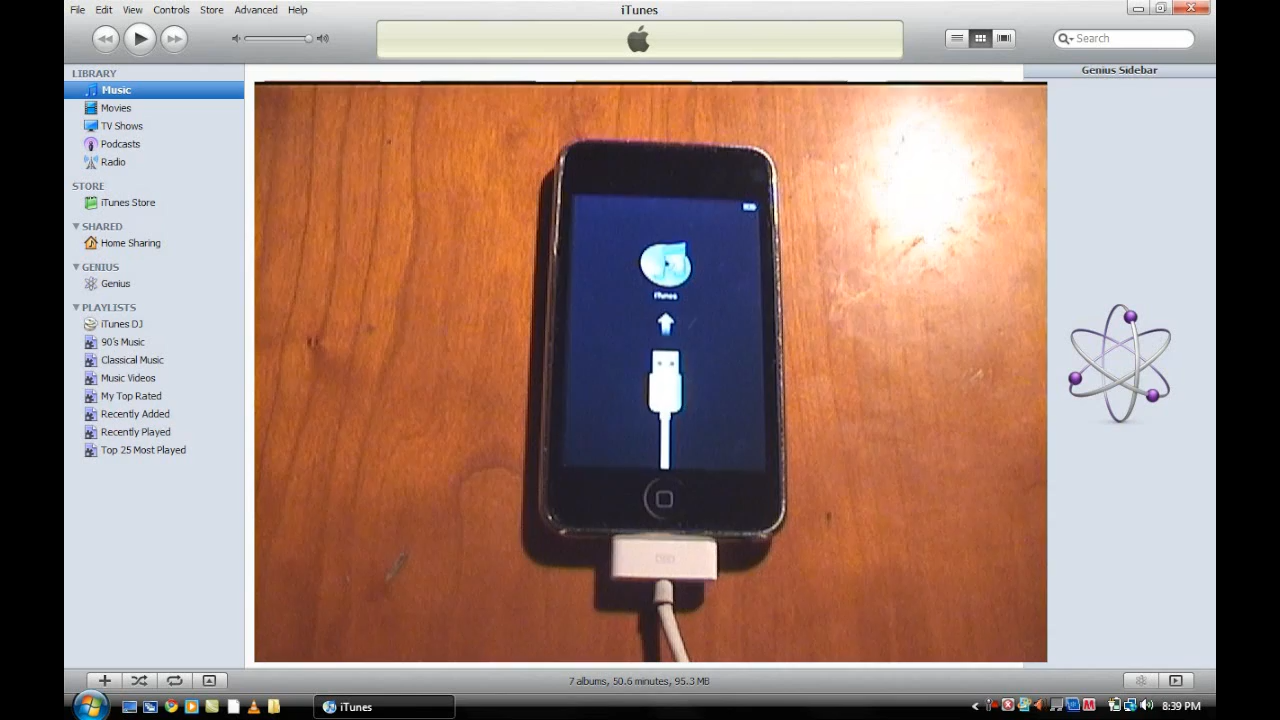 File Edit View Controls Store Advanced Help
iTunes
Search
LIBRARY
Music
Movies
TV Shows
Podcasts
Radio
STORE
iTunes Store
SHARED
Home Sharing
GENIUS
Genius
PLAYLISTS
iTunes DJ
90's Music
Classical Music
Music Videos
My Top Rated
Recently Added
Recently Played
Top 25 Most Played
Genius Sidebar
iTunes
7 albums, 50.6 minutes, 95.3 MB
iTunes
8:39 PM